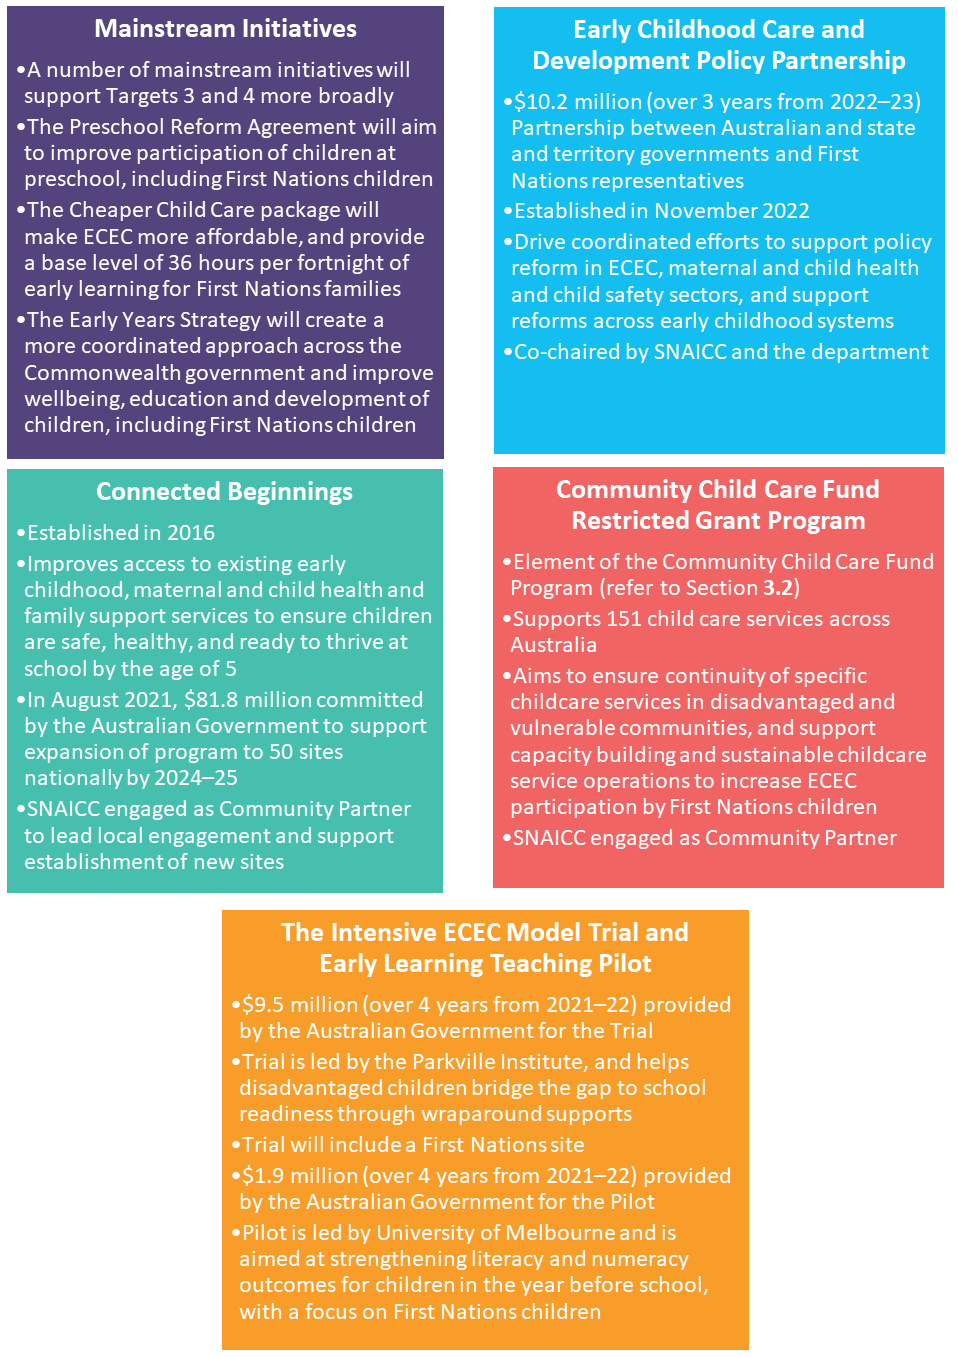 Mainstream Initiatives
•A number of mainstream initiatives will
support Targets 3 and 4 more broadly
•The Preschool Reform Agreement will aim
to improve participation of children at
preschool, including First Nations children
•The Cheaper Child Care package will
make ECEC more affordable, and provide
a base level of 36 hours per fortnight of
early learning for First Nations families
•The Early Years Strategy will create a
more coordinated approach across the
Commonwealth government and improve
wellbeing, education and development of
children, including First Nations children
Early Childhood Care and
Development Policy Partnership
•$10.2 million (over 3 years from 2022–23)
Partnership between Australian and state
and territory governments and First
Nations representatives
•Established in November 2022
•Drive coordinated efforts to support policy
reform in ECEC, maternal and child health
and child safety sectors, and support
reforms across early childhood systems
•Co-chaired by SNAICC and the department
Connected Beginnings
•Established in 2016
•Improves access to existing early
childhood, maternal and child health and
family support services to ensure children
are safe, healthy, and ready to thrive at
school by the age of 5
•In August 2021, $81.8 million committed
by the Australian Government to support
expansion of program to 50 sites
nationally by 2024–25
•SNAICC engaged as Community Partner
to lead local engagement and support
establishment of new sites
Community Child Care Fund
Restricted Grant Program
•Element of the Community Child Care Fund
Program (refer to Section 3.2)
•Supports 151 child care services across
Australia
•Aims to ensure continuity of specific
childcare services in disadvantaged and
vulnerable communities, and support
capacity building and sustainable childcare
service operations to increase ECEC
participation by First Nations children
•SNAICC engaged as Community Partner
The Intensive ECEC Model Trial and
Early Learning Teaching Pilot
•$9.5 million (over 4 years from 2021–22) provided
by the Australian Government for the Trial
•Trial is led by the Parkville Institute, and helps
disadvantaged children bridge the gap to school
readiness through wraparound supports
•Trial will include a First Nations site
•$1.9 million (over 4 years from 2021–22) provided
by the Australian Government for the Pilot
•Pilot is led by University of Melbourne and is
aimed at strengthening literacy and numeracy
outcomes for children in the year before school,
with a focus on First Nations children